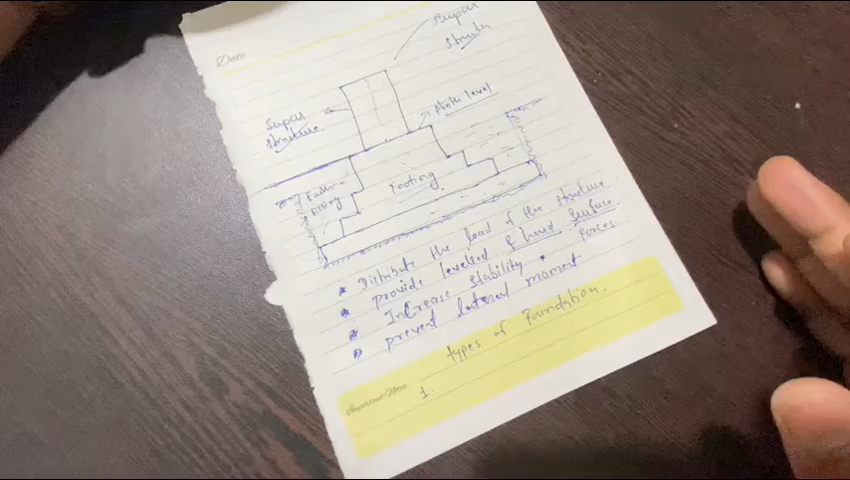 Date
Super
Structure
Super
Structure
Plinth level
Earth
Filling
Footing
* Distribute the load of the structure
* provide levelled & hard surface.
* Increase stability * forces
* prevent lateral moment
types of Foundation.
Important Note
1.